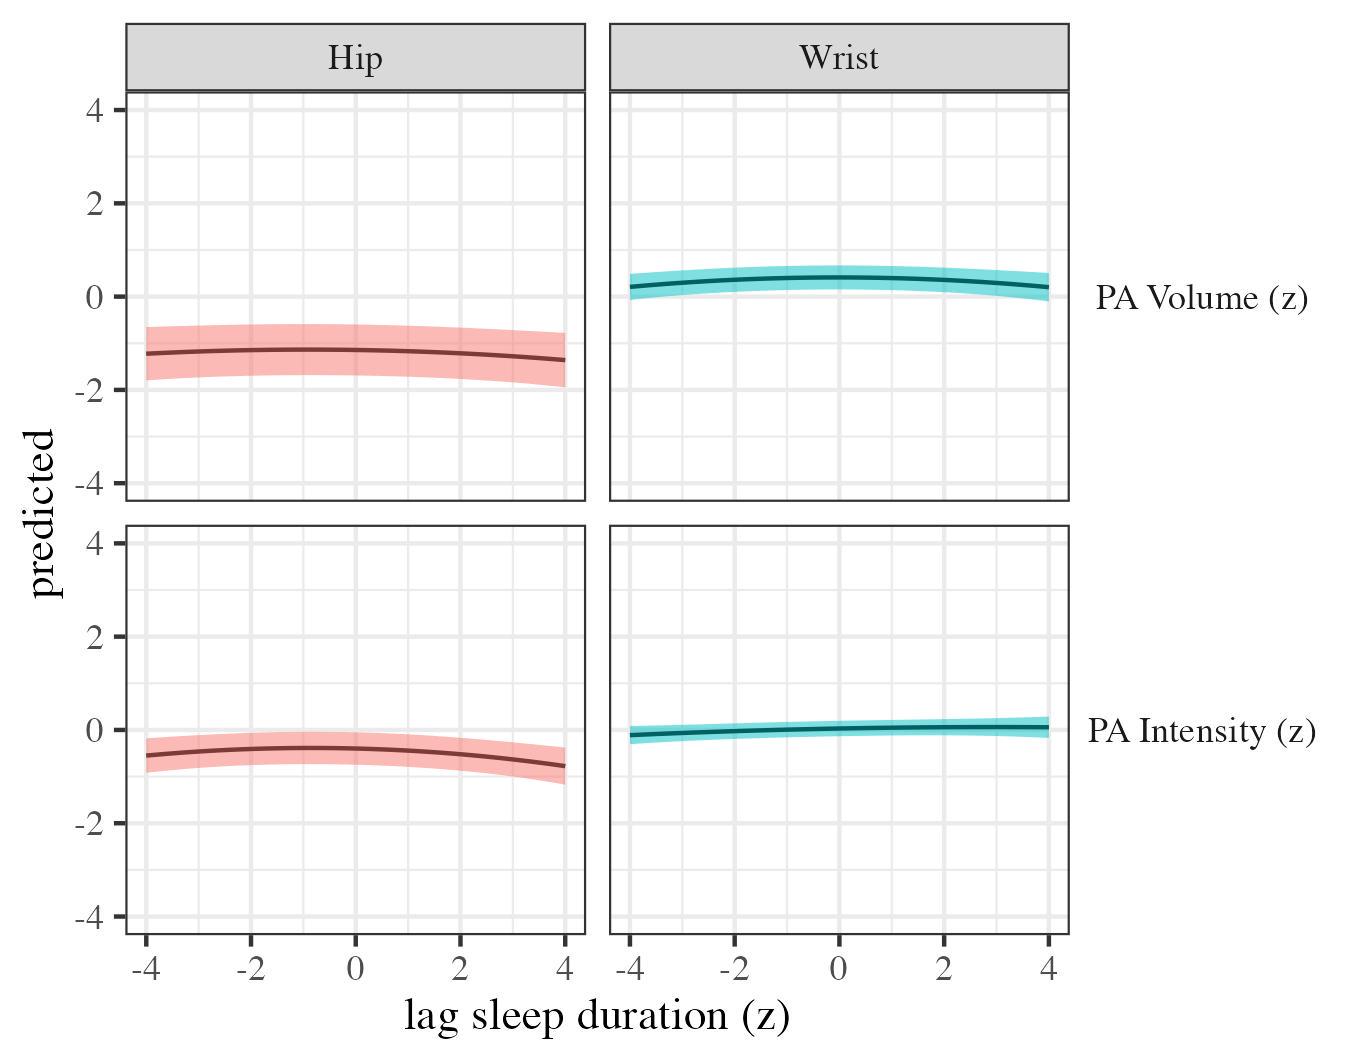 Hip Wrist
4
2
0
-2
-4
PA Volume (z)
predicted
4
2
0
-2
-4
PA Intensity (z)
-4 -2 0 2 4 -4 -2 0 2 4
lag sleep duration (z)